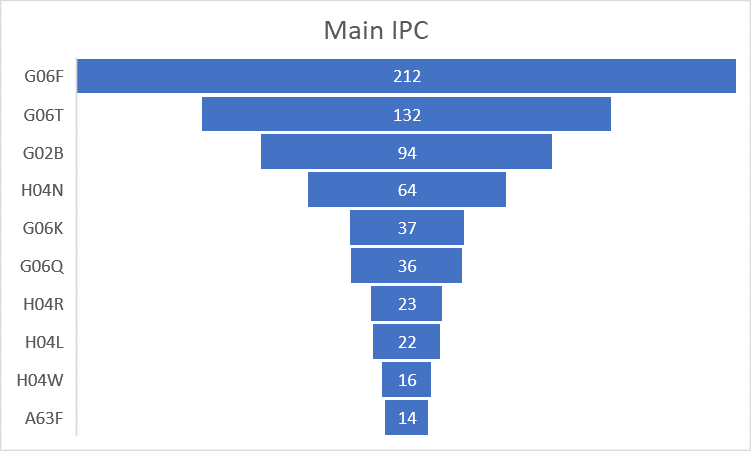 Main IPC
G06F 212
G06T 132
G02B 94
H04N 64
G06K 37
G06Q 36
H04R 23
H04L 22
H04W 16
A63F 14